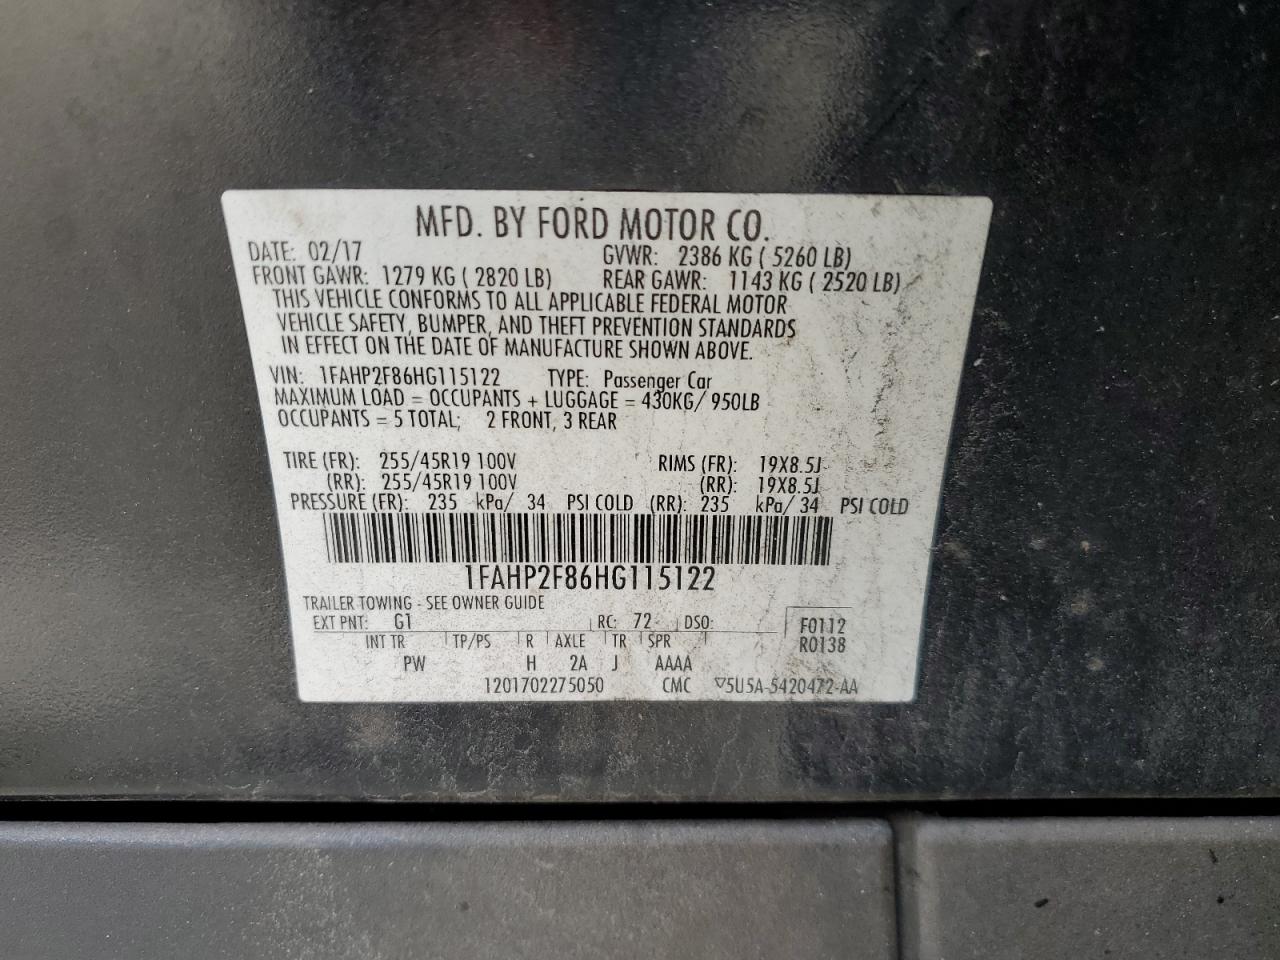 MFD. BY FORD MOTOR CO.
DATE: 02/17 GVWR: 2386 KG ( 5260 LB)
FRONT GAWR: 1279 KG ( 2820 LB) REAR GAWR: 1143 KG ( 2520 LB)
THIS VEHICLE CONFORMS TO ALL APPLICABLE FEDERAL MOTOR
VEHICLE SAFETY, BUMPER, AND THEFT PREVENTION STANDARDS
IN EFFECT ON THE DATE OF MANUFACTURE SHOWN ABOVE.
VIN: 1FAHP2F86HG115122 TYPE: Passenger Car
MAXIMUM LOAD = OCCUPANTS + LUGGAGE = 430KG/ 950LB
OCCUPANTS = 5 TOTAL; 2 FRONT, 3 REAR
TIRE (FR): 255/45R19 100V RIMS (FR): 19X8.5J
(RR): 255/45R19 100V (RR): 19X8.5J
PRESSURE (FR): 235 kPa/ 34 PSI COLD (RR): 235 kPa/ 34 PSI COLD
1FAHP2F86HG115122
TRAILER TOWING - SEE OWNER GUIDE
EXT PNT: G1 RC: 72 DSO: F0112
INT TR TP/PS R AXLE TR SPR R0138
PW H 2A J AAAA
1201702275050 CMC ▽5U5A-5420472-AA